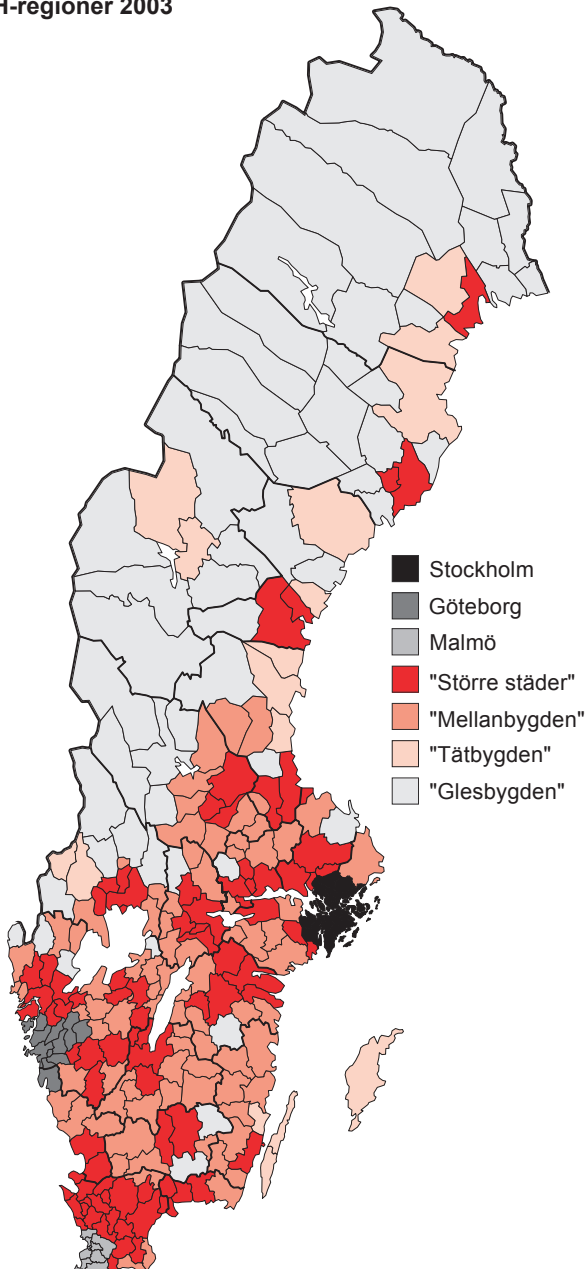 H-regioner 2003
Stockholm
Göteborg
Malmö
"Större städer"
"Mellanbygden"
"Tätbygden"
"Glesbygden"